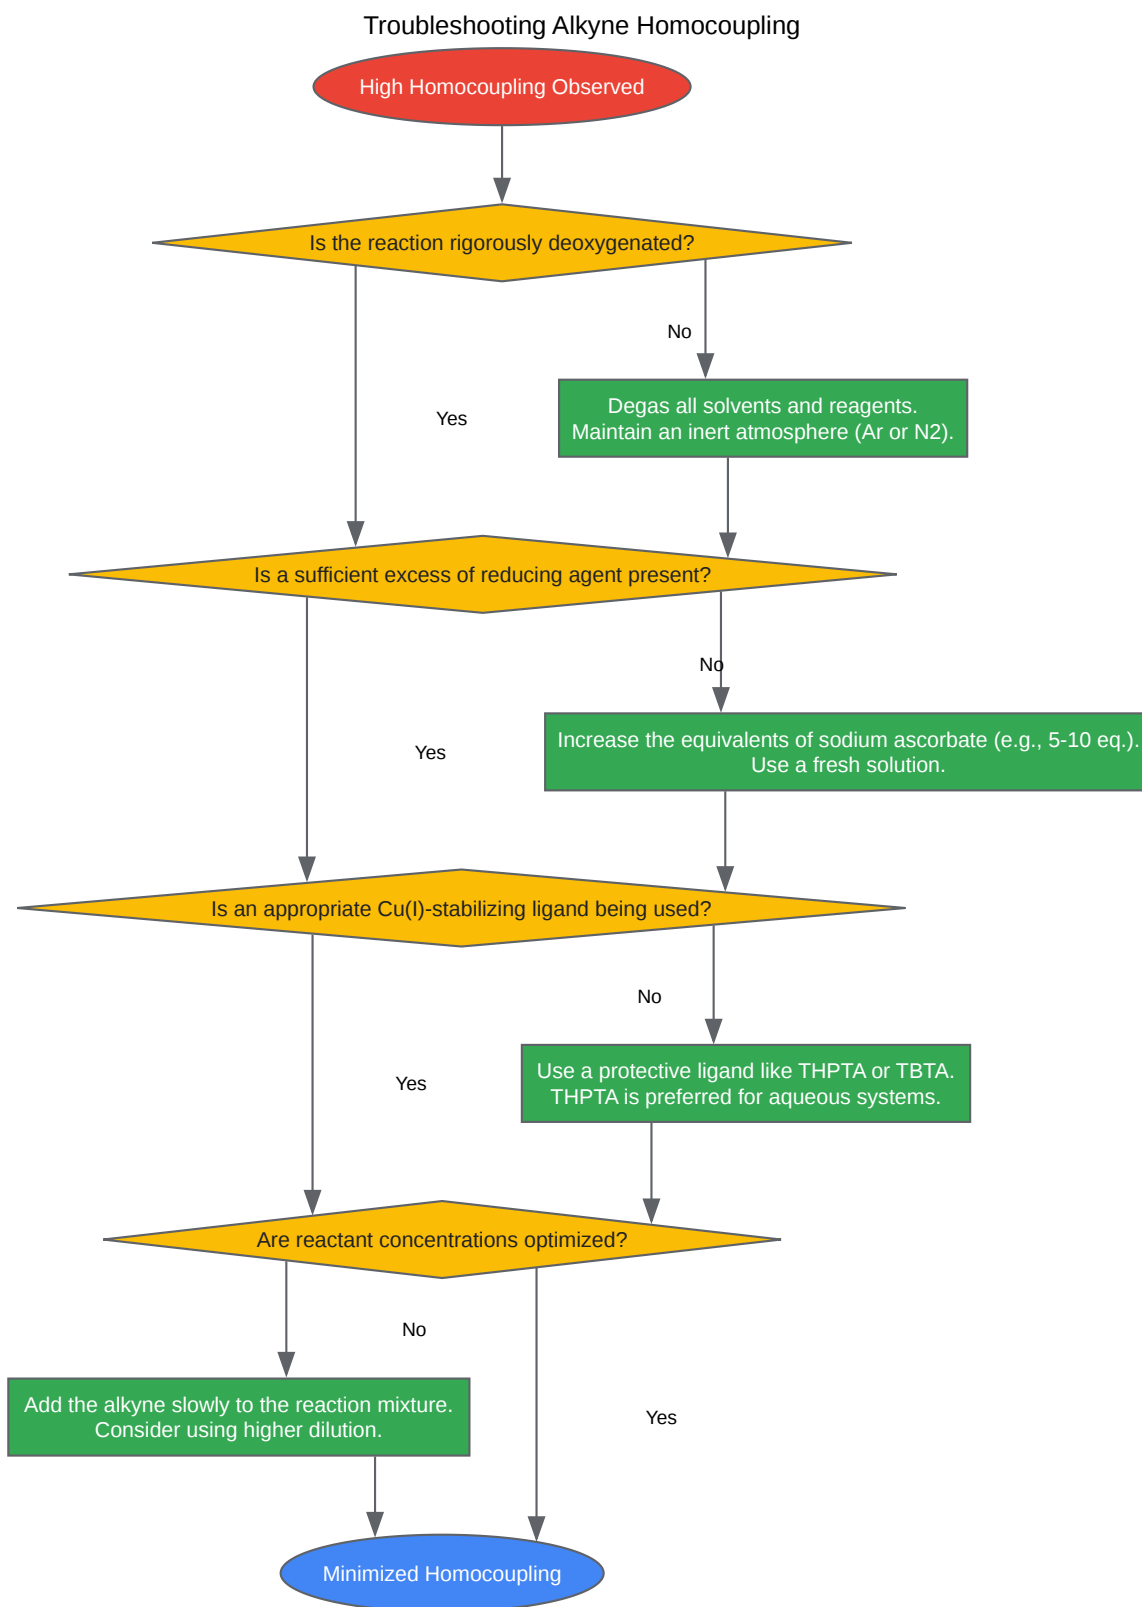 Troubleshooting Alkyne Homocoupling
High Homocoupling Observed
Is the reaction rigorously deoxygenated?
No
Degas all solvents and reagents.
Maintain an inert atmosphere (Ar or N2).
Yes
Is a sufficient excess of reducing agent present?
No
Increase the equivalents of sodium ascorbate (e.g., 5-10 eq.).
Use a fresh solution.
Yes
Is an appropriate Cu(I)-stabilizing ligand being used?
No
Use a protective ligand like THPTA or TBTA.
THPTA is preferred for aqueous systems.
Yes
Are reactant concentrations optimized?
No
Add the alkyne slowly to the reaction mixture.
Consider using higher dilution.
Yes
Minimized Homocoupling